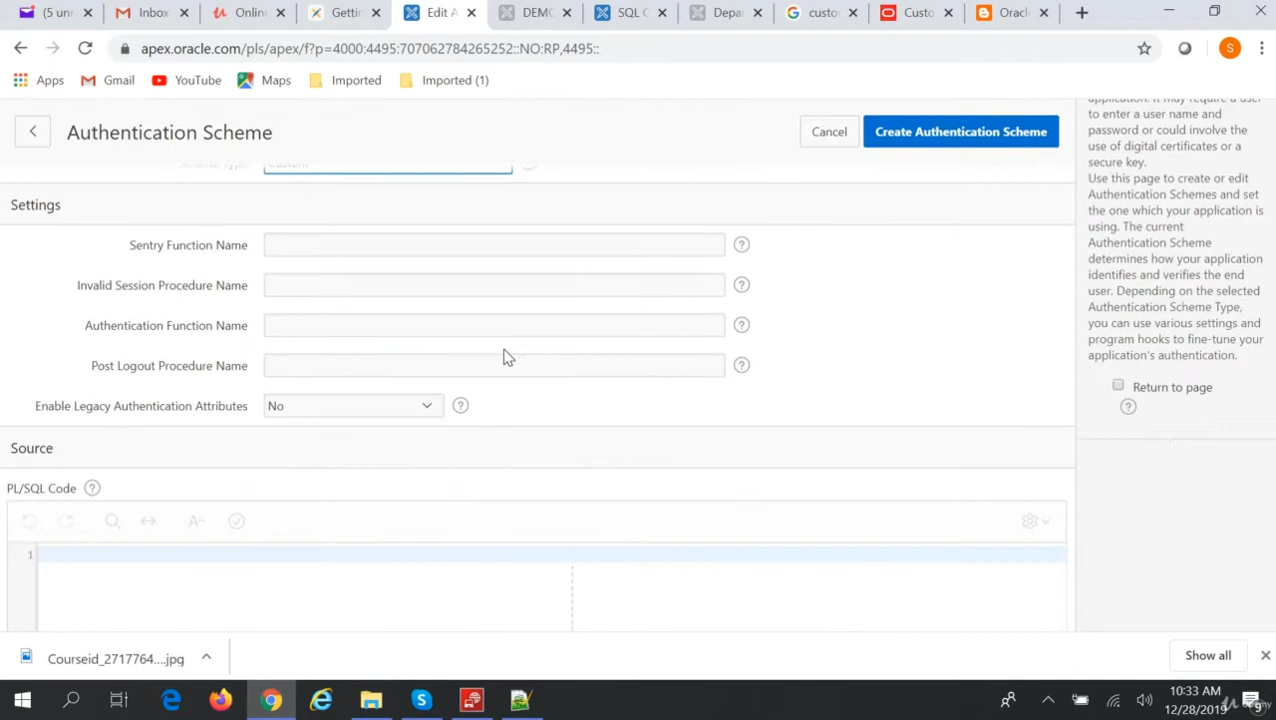 (5 unr
Inbox
Onlin
Gettin
Edit A
DEMO
SQL C
Depa
custo
Custo
Oracl
apex.oracle.com/pls/apex/f?p=4000:4495:707062784265252::NO:RP,4495::
S
Apps
Gmail
YouTube
Maps
Imported
Imported (1)
Authentication Scheme
Cancel
Create Authentication Scheme
Scheme Type
Custom
Settings
Sentry Function Name
Invalid Session Procedure Name
Authentication Function Name
Post Logout Procedure Name
Enable Legacy Authentication Attributes
No
Source
PL/SQL Code
1
application. It may require a user
to enter a user name and
password or could involve the
use of digital certificates or a
secure key.
Use this page to create or edit
Authentication Schemes and set
the one which your application is
using. The current
Authentication Scheme
determines how your application
identifies and verifies the end
user. Depending on the selected
Authentication Scheme Type,
you can use various settings and
program hooks to fine-tune your
application's authentication.
Return to page
Courseid_2717764....jpg
Show all
10:33 AM
12/28/2019